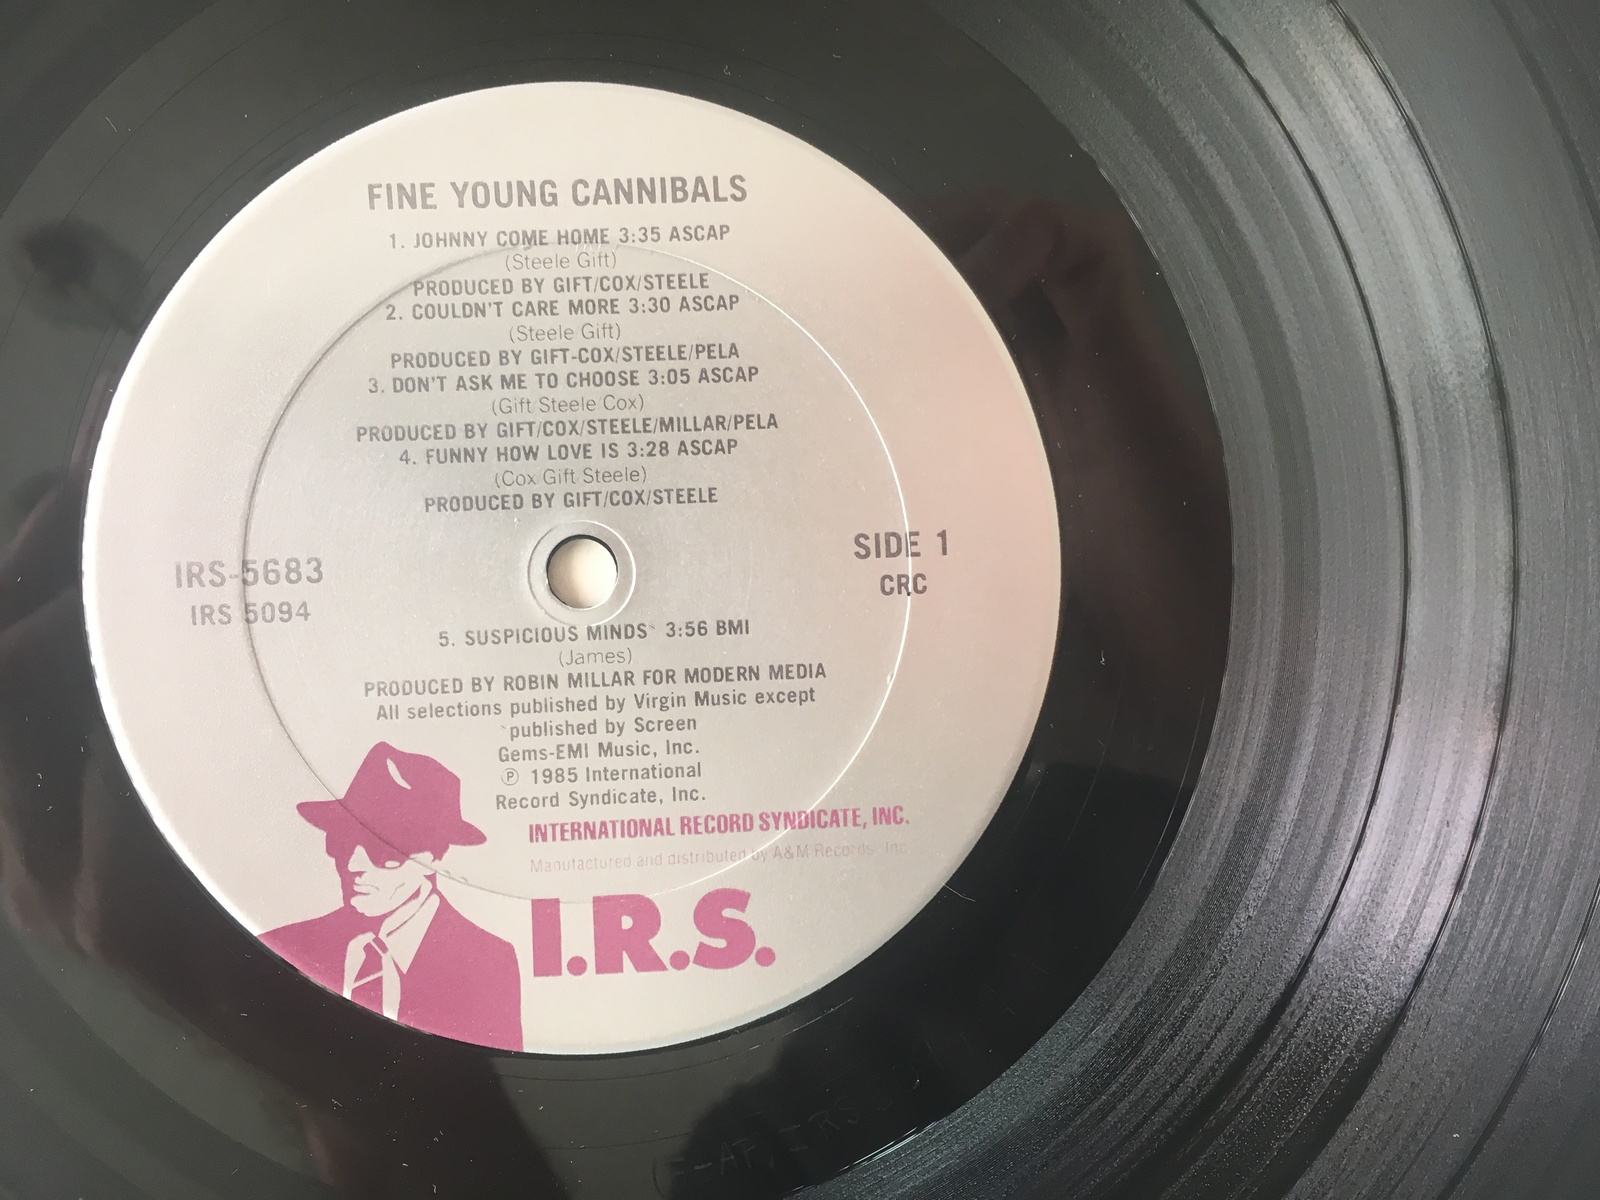 FINE YOUNG CANNIBALS
1. JOHNNY COME HOME 3:35 ASCAP
(Steele Gift)
PRODUCED BY GIFT/COX/STEELE
2. COULDN'T CARE MORE 3:30 ASCAP
(Steele Gift)
PRODUCED BY GIFT-COX/STEELE/PELA
3. DON'T ASK ME TO CHOOSE 3:05 ASCAP
(Gift Steele Cox)
PRODUCED BY GIFT/COX/STEELE/MILLAR/PELA
4. FUNNY HOW LOVE IS 3:28 ASCAP
(Cox Gift Steele)
PRODUCED BY GIFT/COX/STEELE
IRS-5683
IRS 5094
SIDE 1
CRC
5. SUSPICIOUS MINDS` 3:56 BMI
(James)
PRODUCED BY ROBIN MILLAR FOR MODERN MEDIA
All selections published by Virgin Music except
`published by Screen
Gems-EMI Music, Inc.
℗ 1985 International
Record Syndicate, Inc.
INTERNATIONAL RECORD SYNDICATE, INC.
Manufactured and distributed by A&M Records, Inc.
I.R.S.